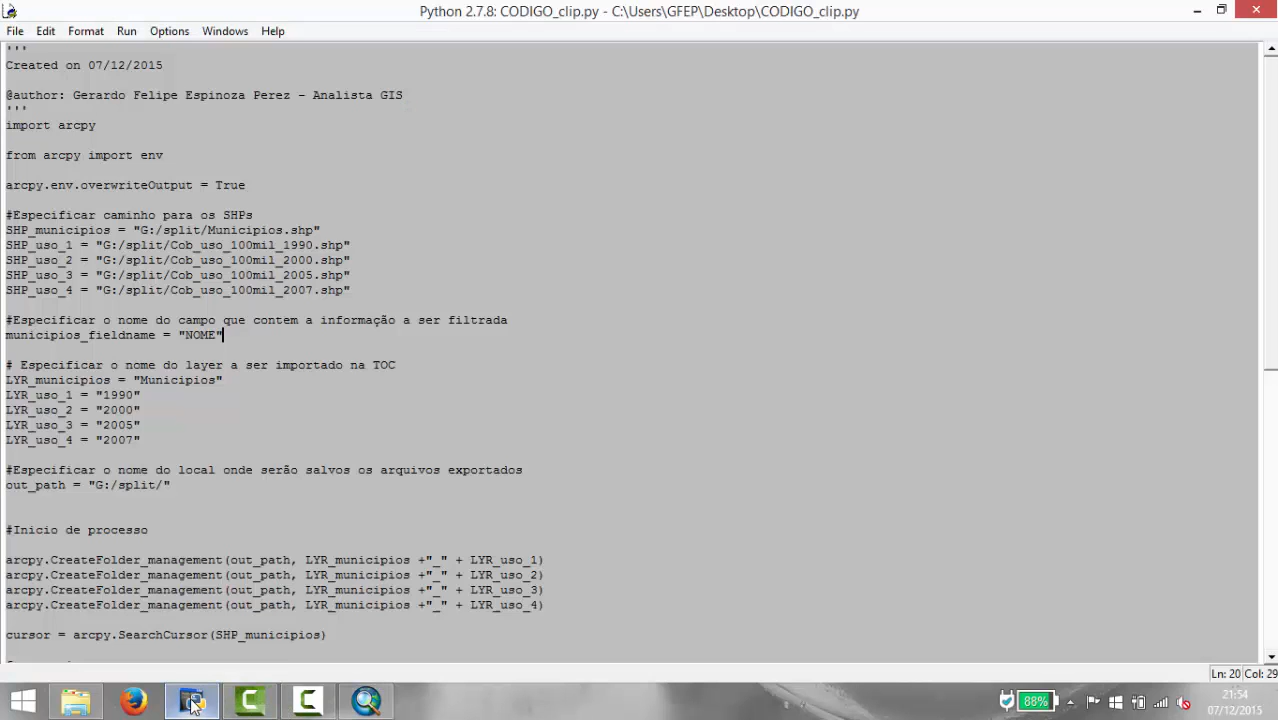 Python 2.7.8: CODIGO_clip.py - C:\Users\GFEP\Desktop\CODIGO_clip.py
File Edit Format Run Options Windows Help
'''
Created on 07/12/2015
@author: Gerardo Felipe Espinoza Perez - Analista GIS
'''
import arcpy
from arcpy import env
arcpy.env.overwriteOutput = True
#Especificar caminho para os SHPs
SHP_municipios = "G:/split/Municipios.shp"
SHP_uso_1 = "G:/split/Cob_uso_100mil_1990.shp"
SHP_uso_2 = "G:/split/Cob_uso_100mil_2000.shp"
SHP_uso_3 = "G:/split/Cob_uso_100mil_2005.shp"
SHP_uso_4 = "G:/split/Cob_uso_100mil_2007.shp"
#Especificar o nome do campo que contem a informação a ser filtrada
municipios_fieldname = "NOME"
# Especificar o nome do layer a ser importado na TOC
LYR_municipios = "Municipios"
LYR_uso_1 = "1990"
LYR_uso_2 = "2000"
LYR_uso_3 = "2005"
LYR_uso_4 = "2007"
#Especificar o nome do local onde serão salvos os arquivos exportados
out_path = "G:/split/"
#Inicio de processo
arcpy.CreateFolder_management(out_path, LYR_municipios +"_" + LYR_uso_1)
arcpy.CreateFolder_management(out_path, LYR_municipios +"_" + LYR_uso_2)
arcpy.CreateFolder_management(out_path, LYR_municipios +"_" + LYR_uso_3)
arcpy.CreateFolder_management(out_path, LYR_municipios +"_" + LYR_uso_4)
cursor = arcpy.SearchCursor(SHP_municipios)
Ln: 20 Col: 29
88%
21:54
07/12/2015